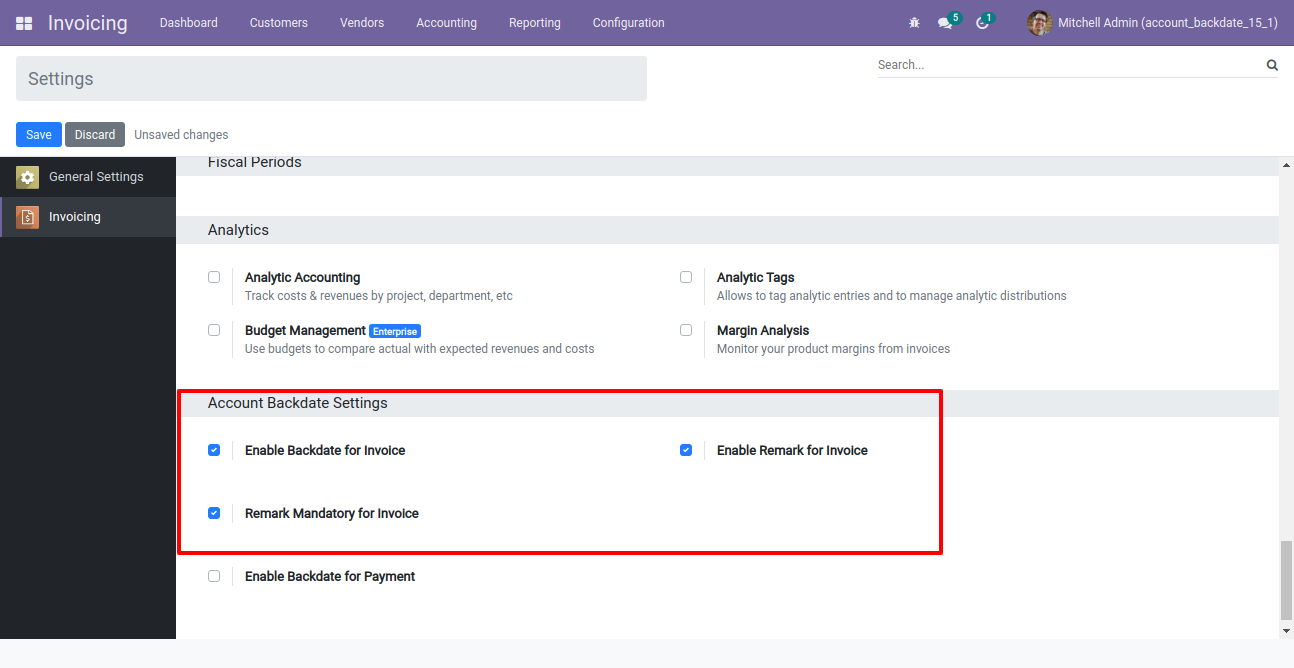 Invoicing Dashboard Customers Vendors Accounting Reporting Configuration 5 1 Mitchell Admin (account_backdate_15_1)
Settings
Search...
Save Discard Unsaved changes
General Settings
Invoicing
Fiscal Periods
Analytics
Analytic Accounting
Track costs & revenues by project, department, etc
Analytic Tags
Allows to tag analytic entries and to manage analytic distributions
Budget Management Enterprise
Use budgets to compare actual with expected revenues and costs
Margin Analysis
Monitor your product margins from invoices
Account Backdate Settings
Enable Backdate for Invoice
Enable Remark for Invoice
Remark Mandatory for Invoice
Enable Backdate for Payment